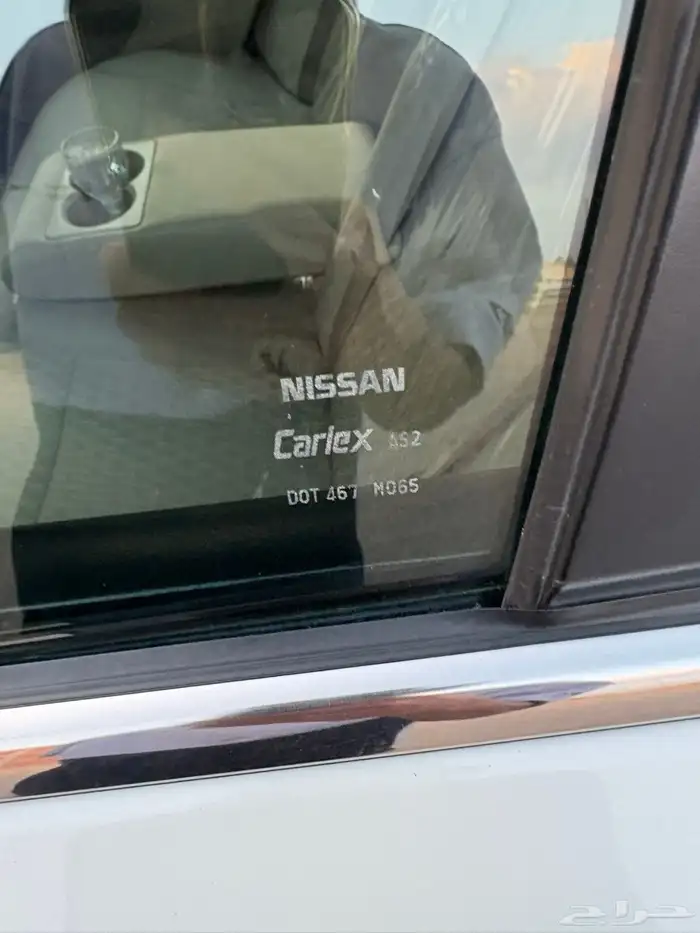 NISSAN
Carlex AS2
DOT 467 M065
حراج